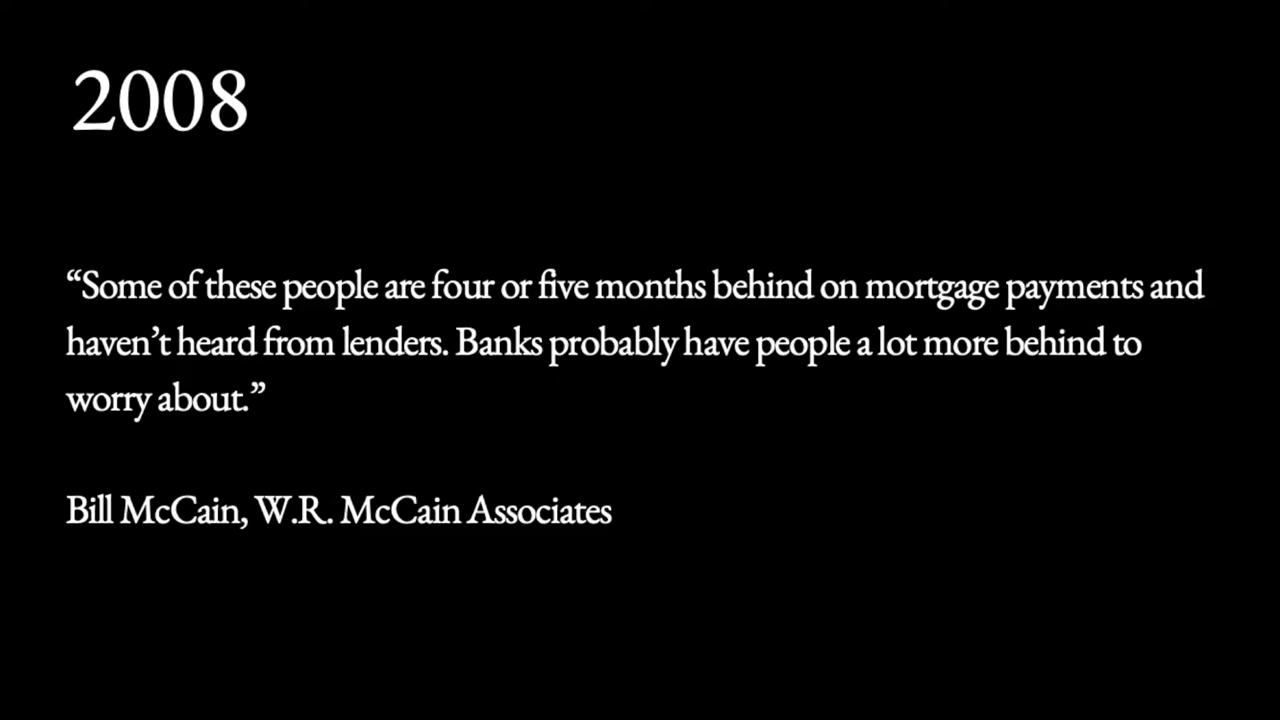 2008
“Some of these people are four or five months behind on mortgage payments and
haven’t heard from lenders. Banks probably have people a lot more behind to
worry about.”
Bill McCain, W.R. McCain Associates